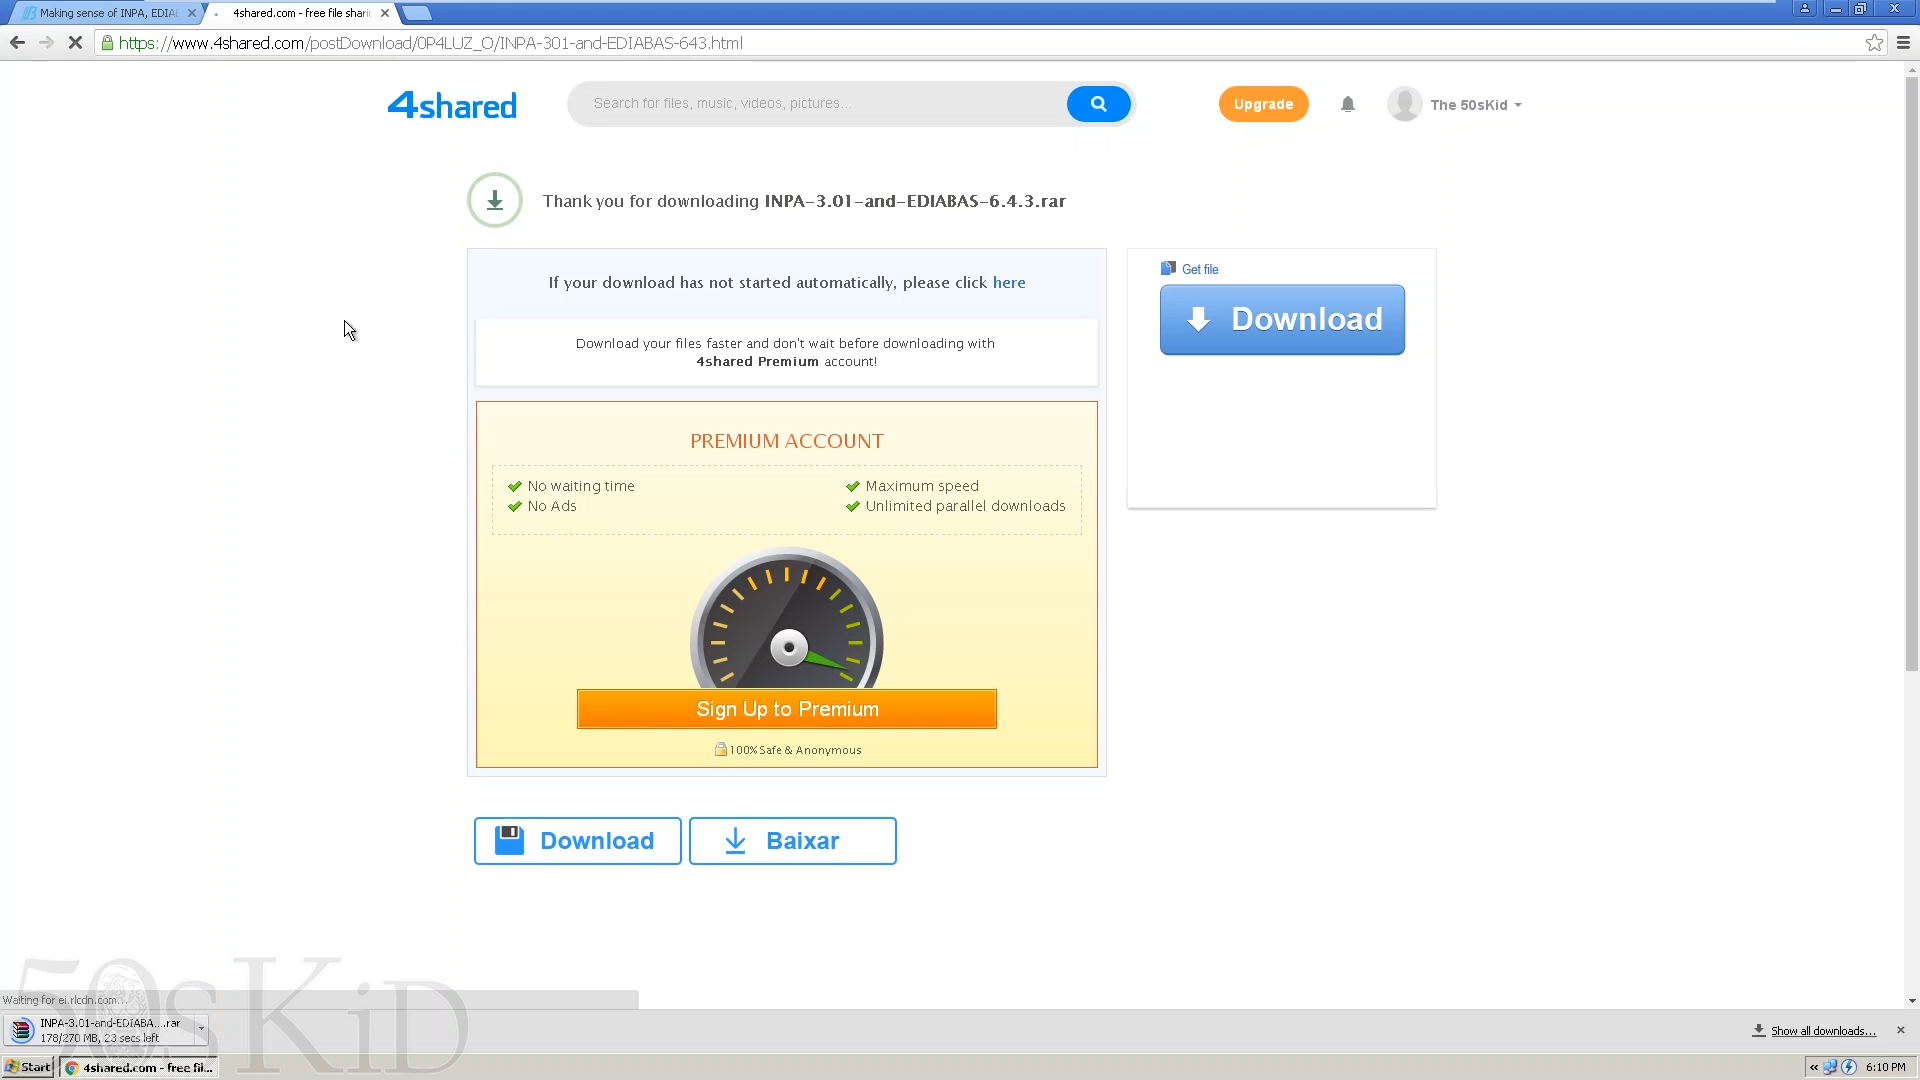 Making sense of INPA, EDIAB
4shared.com - free file sharin
https://www.4shared.com/postDownload/0P4LUZ_O/INPA-301-and-EDIABAS-643.html
4shared
Search for files, music, videos, pictures...
Upgrade
The 50sKid
Thank you for downloading INPA-3.01-and-EDIABAS-6.4.3.rar
If your download has not started automatically, please click here
Get file
Download
Download your files faster and don't wait before downloading with
4shared Premium account!
PREMIUM ACCOUNT
No waiting time
Maximum speed
No Ads
Unlimited parallel downloads
Sign Up to Premium
100% Safe & Anonymous
Download
Baixar
50sKiD
Waiting for ei.rlcdn.com...
INPA-3.01-and-EDIABA....rar
178/270 MB, 23 secs left
Show all downloads...
Start
4shared.com - free fil...
6:10 PM